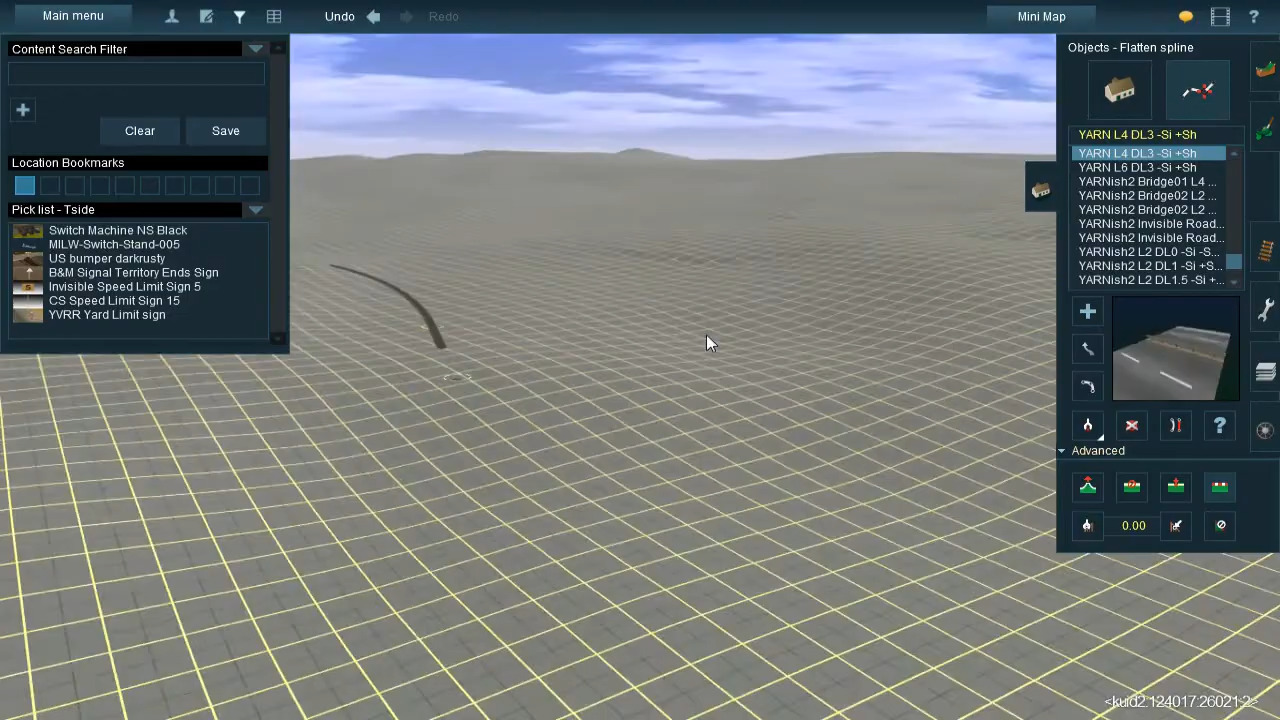 Main menu
Undo
Redo
Mini Map
?
Content Search Filter
Clear
Save
Location Bookmarks
Pick list - Tside
Switch Machine NS Black
MILW-Switch-Stand-005
US bumper darkrusty
B&M Signal Territory Ends Sign
Invisible Speed Limit Sign 5
CS Speed Limit Sign 15
YVRR Yard Limit sign
Objects - Flatten spline
YARN L4 DL3 -Si +Sh
YARN L4 DL3 -Si +Sh
YARN L6 DL3 -Si +Sh
YARNish2 Bridge01 L4 ...
YARNish2 Bridge02 L2 ...
YARNish2 Bridge02 L2 ...
YARNish2 Invisible Road...
YARNish2 Invisible Road...
YARNish2 L2 DL0 -Si -S...
YARNish2 L2 DL1 -Si +S...
YARNish2 L2 DL1.5 -Si +...
?
Advanced
0.00
<kuid2:124017:26021:2>